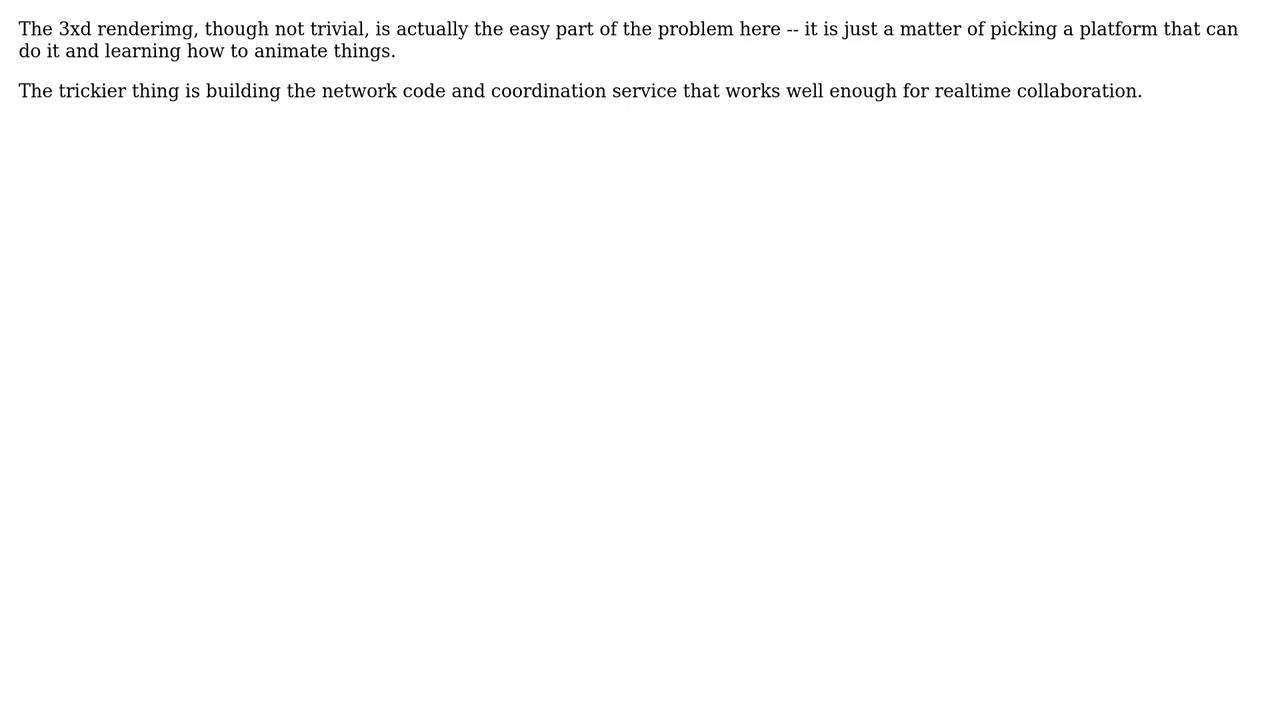 The 3xd renderimg, though not trivial, is actually the easy part of the problem here -- it is just a matter of picking a platform that can
do it and learning how to animate things.
The trickier thing is building the network code and coordination service that works well enough for realtime collaboration.